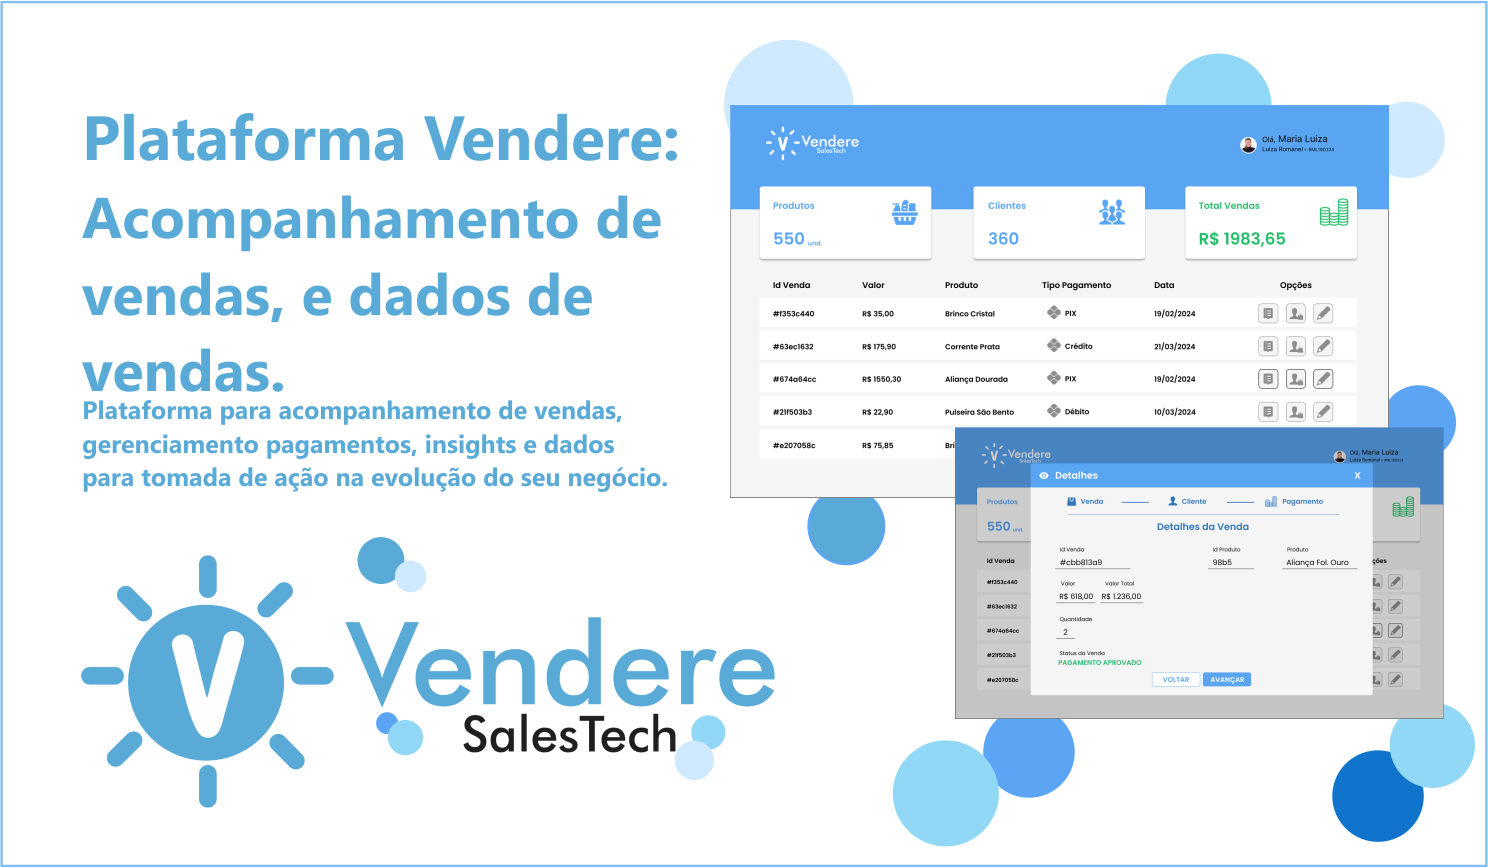 Plataforma Vendere:
Acompanhamento de
vendas, e dados de
vendas.
Plataforma para acompanhamento de vendas,
gerenciamento pagamentos, insights e dados
para tomada de ação na evolução do seu negócio.
V
Vendere
SalesTech
V Vendere
SalesTech
Olá, Maria Luiza
Luiza Romanel • #ML180324
Produtos
550 und.
Clientes
360
Total Vendas
R$ 1983,65
Id Venda Valor Produto Tipo Pagamento Data Opções
#f353c440 R$ 35,00 Brinco Cristal PIX 19/02/2024
#63ec1632 R$ 175,90 Corrente Prata Crédito 21/03/2024
#674a64cc R$ 1550,30 Aliança Dourada PIX 19/02/2024
#21f503b3 R$ 22,90 Pulseira São Bento Débito 10/03/2024
#e207058c R$ 75,85 Bri
V Vendere
SalesTech
Olá, Maria Luiza
Luiza Romanel
Produtos
550 und.
Id Venda
ções
#f353c440
#63ec1632
#674a64cc
#21f503b3
#e207058c
Detalhes X
Venda Cliente Pagamento
Detalhes da Venda
Id Venda Id Produto Produto
#cbb813a9 98b5 Aliança Fol. Ouro
Valor Valor Total
R$ 618,00 R$ 1.236,00
Quantidade
2
Status da Venda
PAGAMENTO APROVADO
VOLTAR AVANÇAR